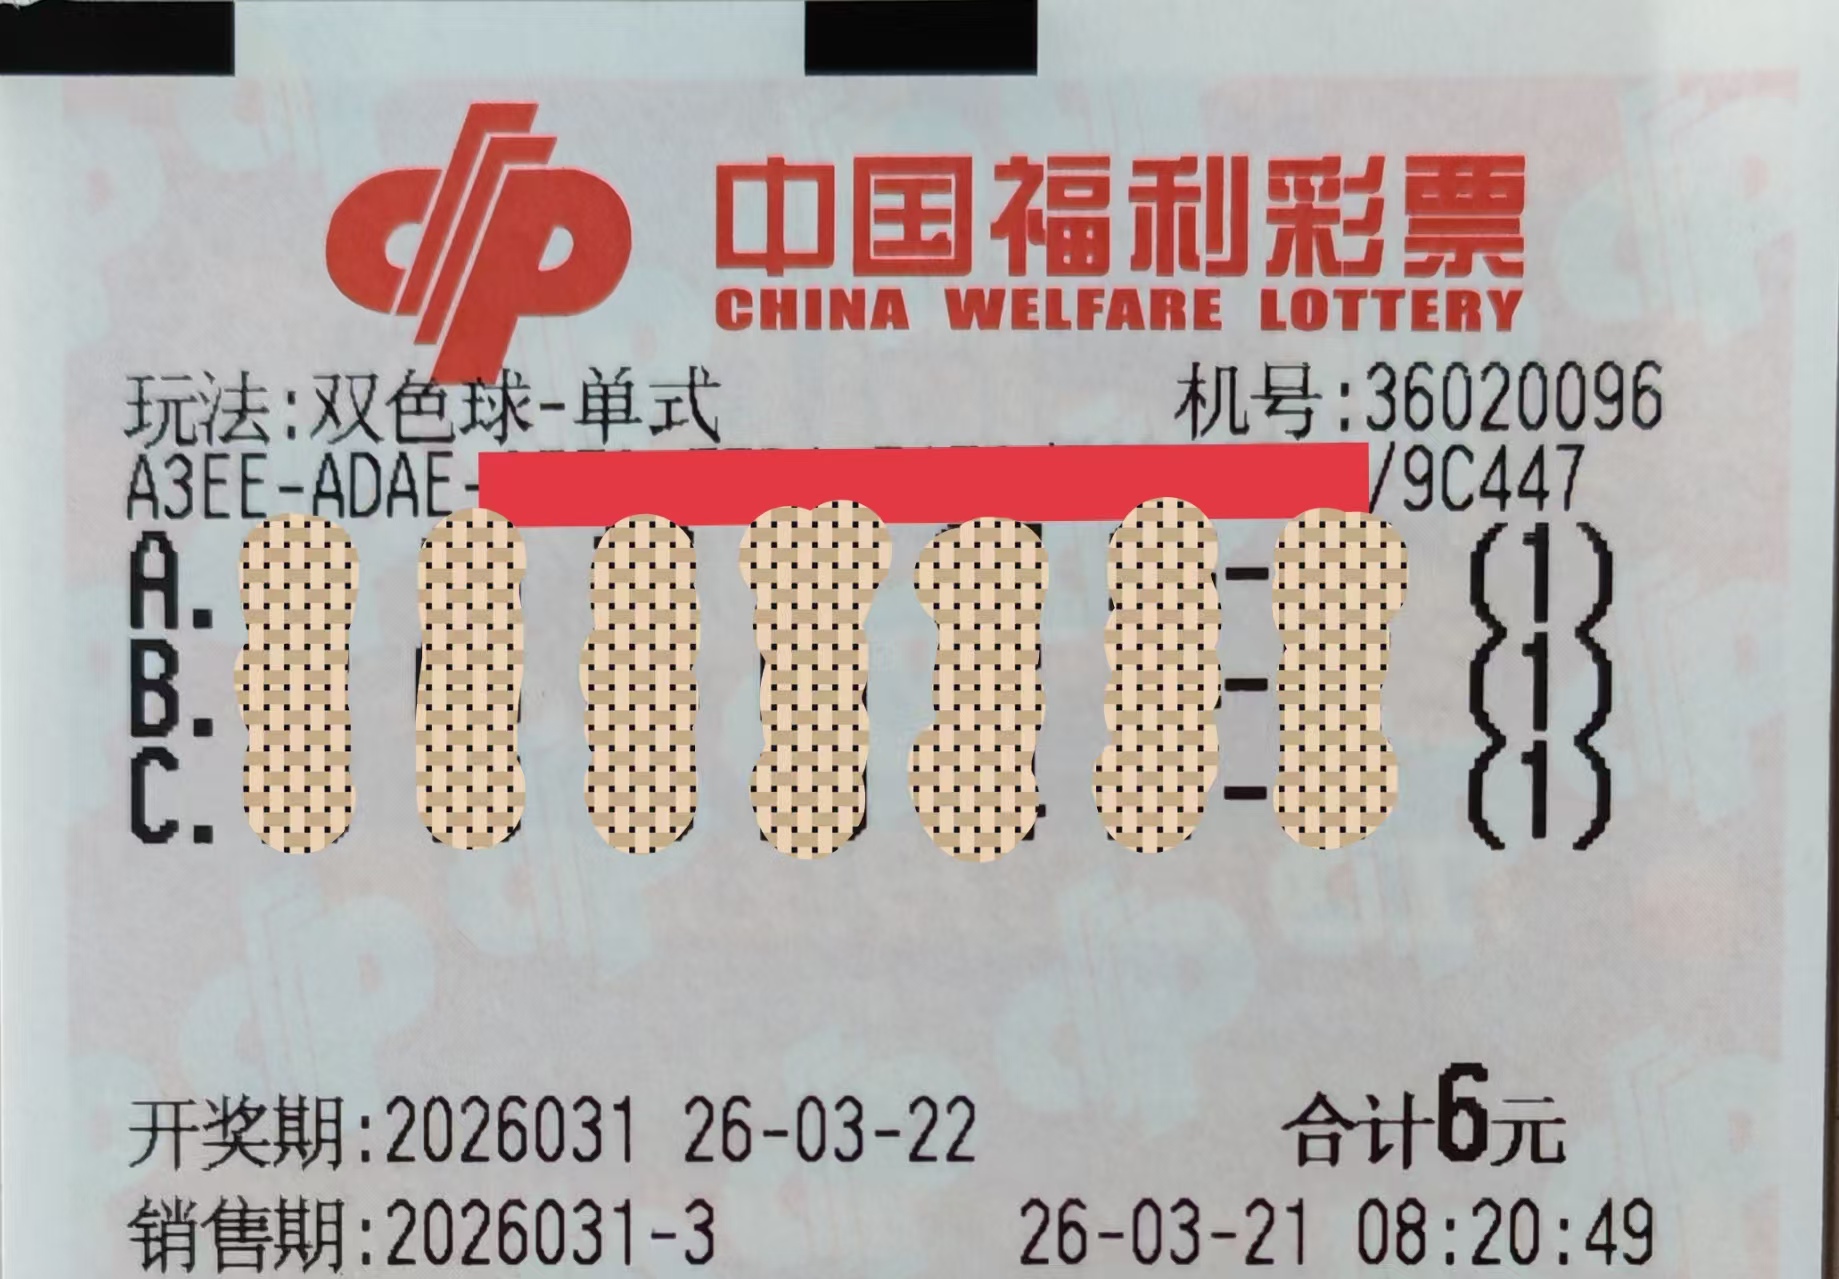 中国福利彩票
CHINA WELFARE LOTTERY
玩法:双色球-单式 机号:36020096
A3EE-ADAE- /9C447
A. - (1)
B. - (1)
C. - (1)
开奖期:2026031 26-03-22 合计6元
销售期:2026031-3 26-03-21 08:20:49